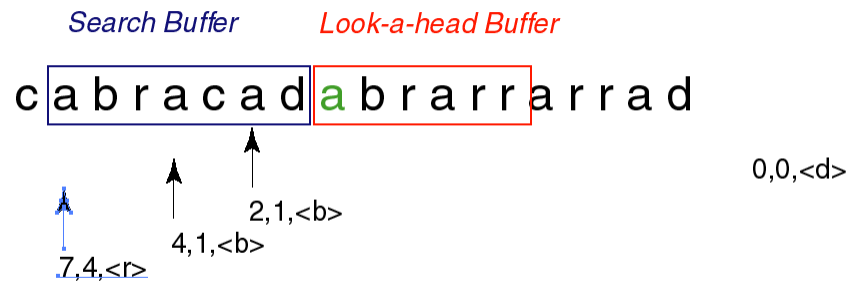 Search Buffer Look-a-head Buffer
c a b r a c a d a b r a r r a r r a d
0,0,<d>
2,1,<b>
4,1,<b>
7,4,<r>